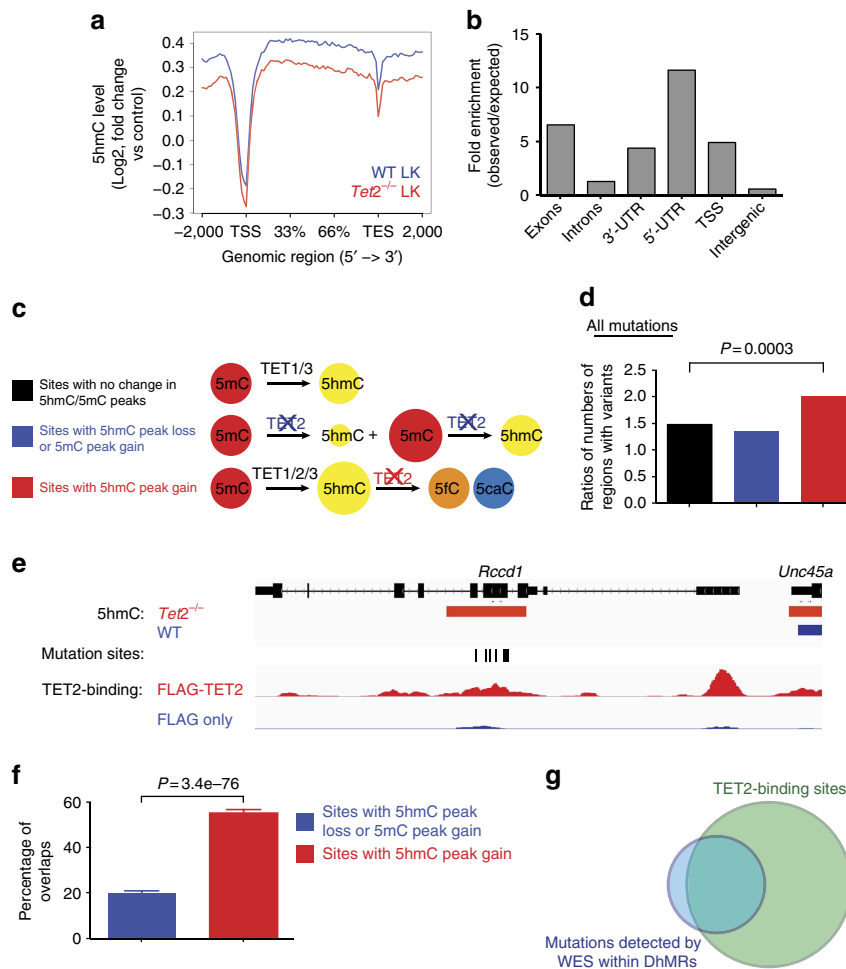 a
5hmC level
(Log2, fold change
vs control)
0.4
0.3
0.2
0.1
0.0
−0.1
−0.2
−0.3
WT LK
Tet2−/− LK
−2,000 TSS 33% 66% TES 2,000
Genomic region (5′ –> 3′)
b
Fold enrichment
(observed/expected)
15
10
5
0
Exons
Introns
3′-UTR
5′-UTR
TSS
Intergenic
c
Sites with no change in
5hmC/5mC peaks
5mC TET1/3 5hmC
Sites with 5hmC peak loss
or 5mC peak gain
5mC TET2 5hmC + 5mC TET2 5hmC
Sites with 5hmC peak gain
5mC TET1/2/3 5hmC TET2 5fC 5caC
d
All mutations
P = 0.0003
Ratios of numbers of
regions with variants
2.5
2.0
1.5
1.0
0.5
0.0
e
Rccd1 Unc45a
5hmC: Tet2−/−
WT
Mutation sites:
TET2-binding: FLAG-TET2
FLAG only
f
P = 3.4e–76
Percentage of
overlaps
60
40
20
0
Sites with 5hmC peak
loss or 5mC peak gain
Sites with 5hmC peak gain
g
TET2-binding sites
Mutations detected by
WES within DhMRs